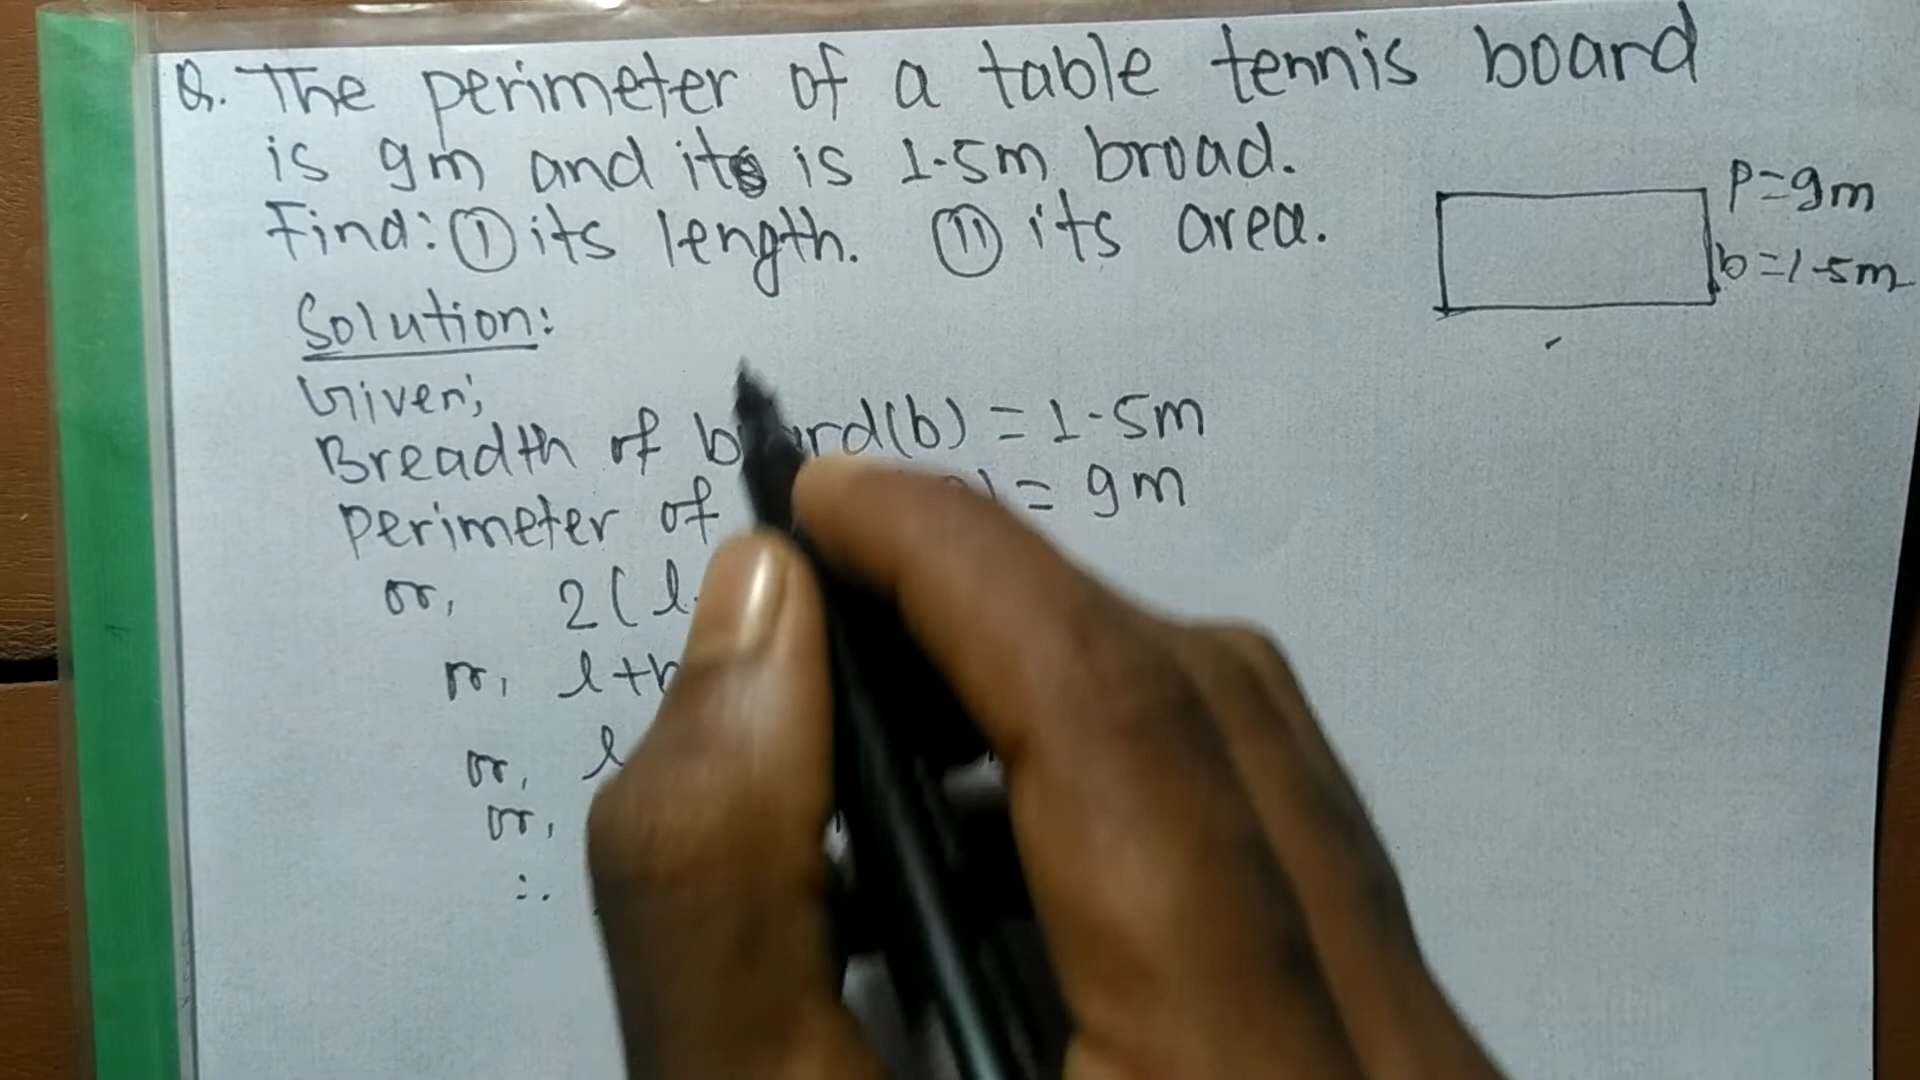 Q. The perimeter of a table tennis board
is 9m and its is 1.5m broad.
Find: (i) its length. (ii) its area.
P=9m
b=1.5m
Solution:
Given;
Breadth of board(b) = 1.5m
Perimeter of = 9m
or, 2(l
or, l+b
or, l
or,
∴